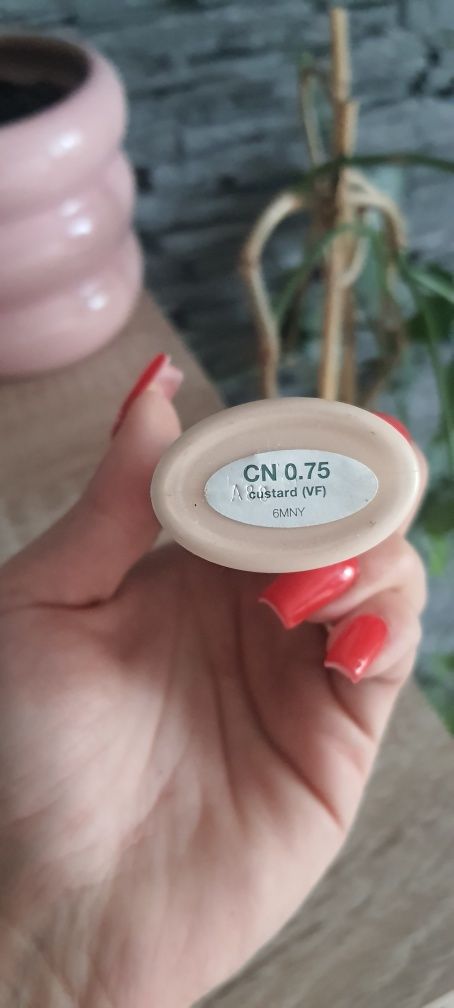 CN 0.75
custard (VF)
6MNY